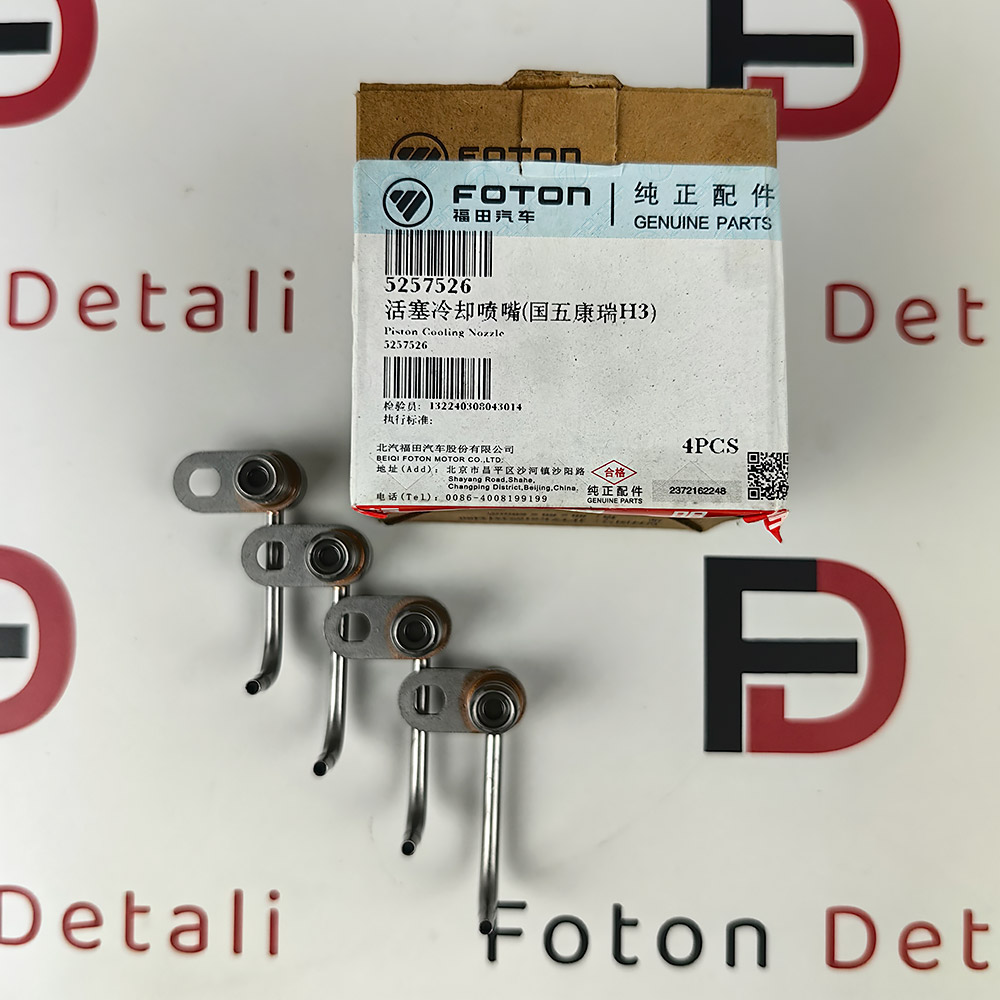 FOTON
FOTON
福田汽车
纯正配件
GENUINE PARTS
5257526
活塞冷却喷嘴(国五康瑞H3)
Piston Cooling Nozzle
5257526
检验员: 132240308043014
执行标准:
北汽福田汽车股份有限公司
BEIQI FOTON MOTOR CO.,LTD.
地址(Add): 北京市昌平区沙河镇沙阳路
Shayang Road,Shahe,
Changping District,Beijing,China,
电话(Tel): 0086-4008199199
4PCS
合格
纯正配件
GENUINE PARTS
2372162248
Detali
Det
FD
FD
Detali
Foton Det